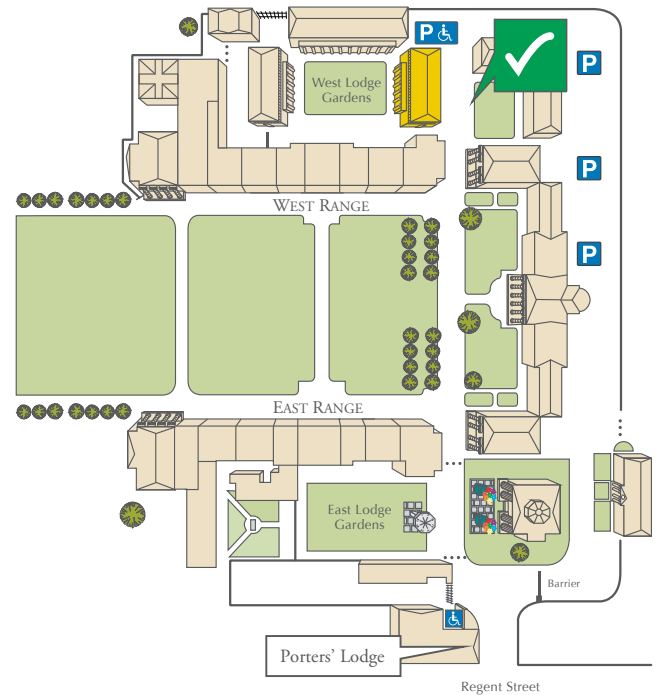 P
P
West Lodge
Gardens
P
WEST RANGE
P
EAST RANGE
East Lodge
Gardens
Barrier
Porters’ Lodge
Regent Street